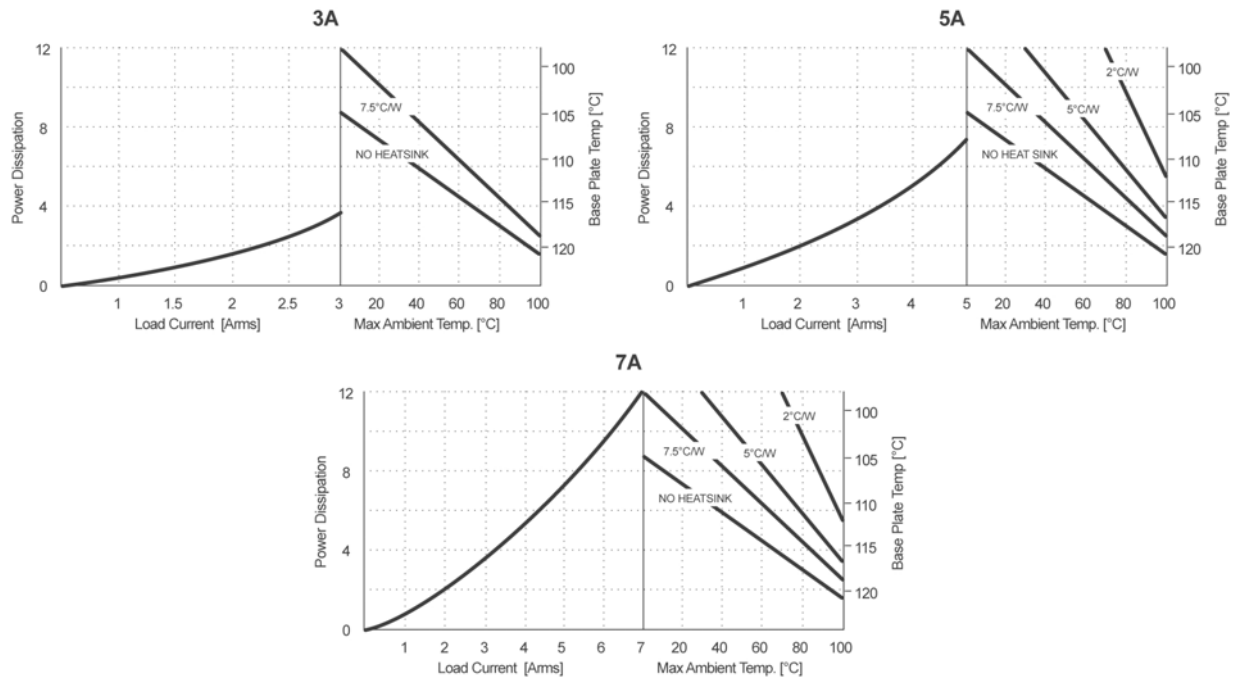 3A
12
8
4
0
Power Dissipation
1
1.5
2
2.5
3
20
40
60
80
100
Load Current [Arms]
Max Ambient Temp. [°C]
7.5°C/W
NO HEATSINK
100
105
110
115
120
Base Plate Temp [°C]
5A
12
8
4
0
Power Dissipation
1
2
3
4
5
20
40
60
80
100
Load Current [Arms]
Max Ambient Temp. [°C]
2°C/W
7.5°C/W
5°C/W
NO HEAT SINK
100
105
110
115
120
Base Plate Temp [°C]
7A
12
8
4
0
Power Dissipation
1
2
3
4
5
6
7
20
40
60
80
100
Load Current [Arms]
Max Ambient Temp. [°C]
2°C/W
7.5°C/W
5°C/W
NO HEATSINK
100
105
110
115
120
Base Plate Temp [°C]